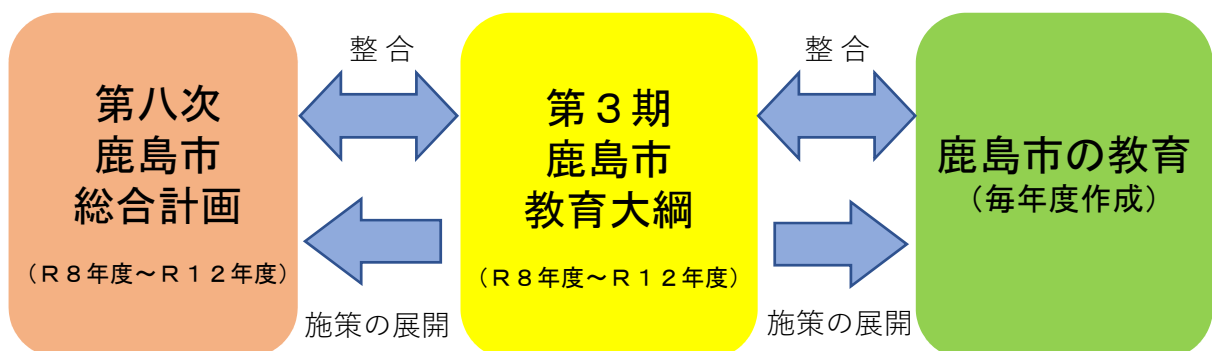 第八次
鹿島市
総合計画
（Ｒ８年度～Ｒ１２年度）
整 合
施策の展開
第３期
鹿島市
教育大綱
（Ｒ８年度～Ｒ１２年度）
整 合
施策の展開
鹿島市の教育
（毎年度作成）